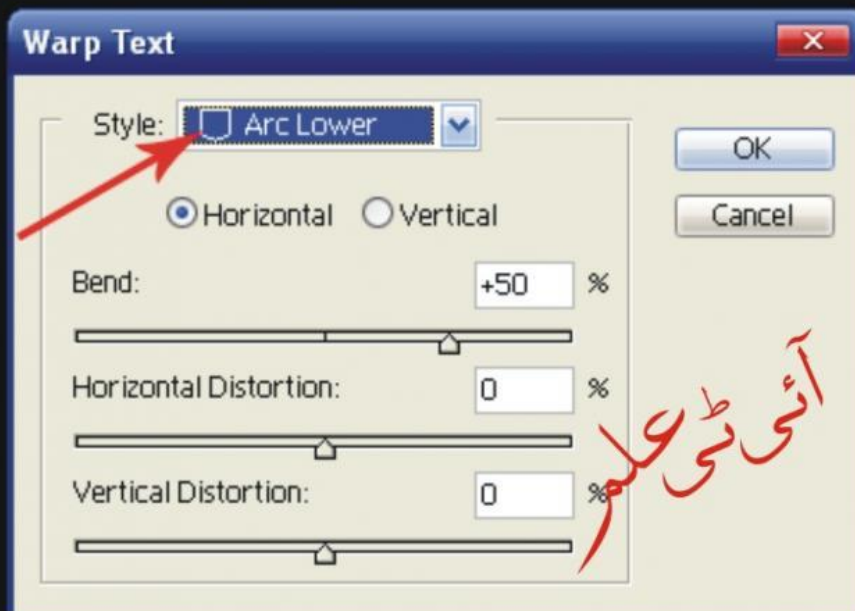 Warp Text
Style: Arc Lower
OK
Horizontal Vertical
Cancel
Bend: +50 %
Horizontal Distortion: 0 %
Vertical Distortion: 0 %
آئی ٹی علم